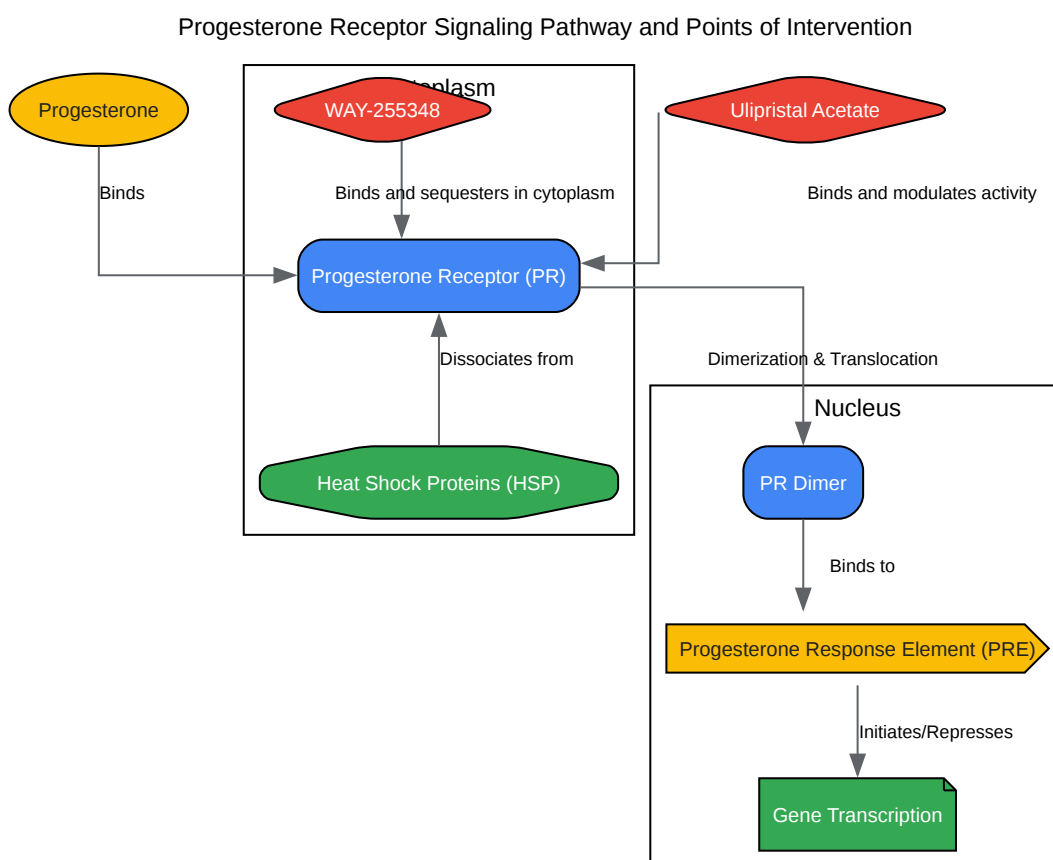 Progesterone Receptor Signaling Pathway and Points of Intervention
Progesterone
WAY-255348
Ulipristal Acetate
Binds
Binds and sequesters in cytoplasm
Binds and modulates activity
Progesterone Receptor (PR)
Dissociates from
Dimerization & Translocation
Nucleus
Heat Shock Proteins (HSP)
PR Dimer
Binds to
Progesterone Response Element (PRE)
Initiates/Represses
Gene Transcription